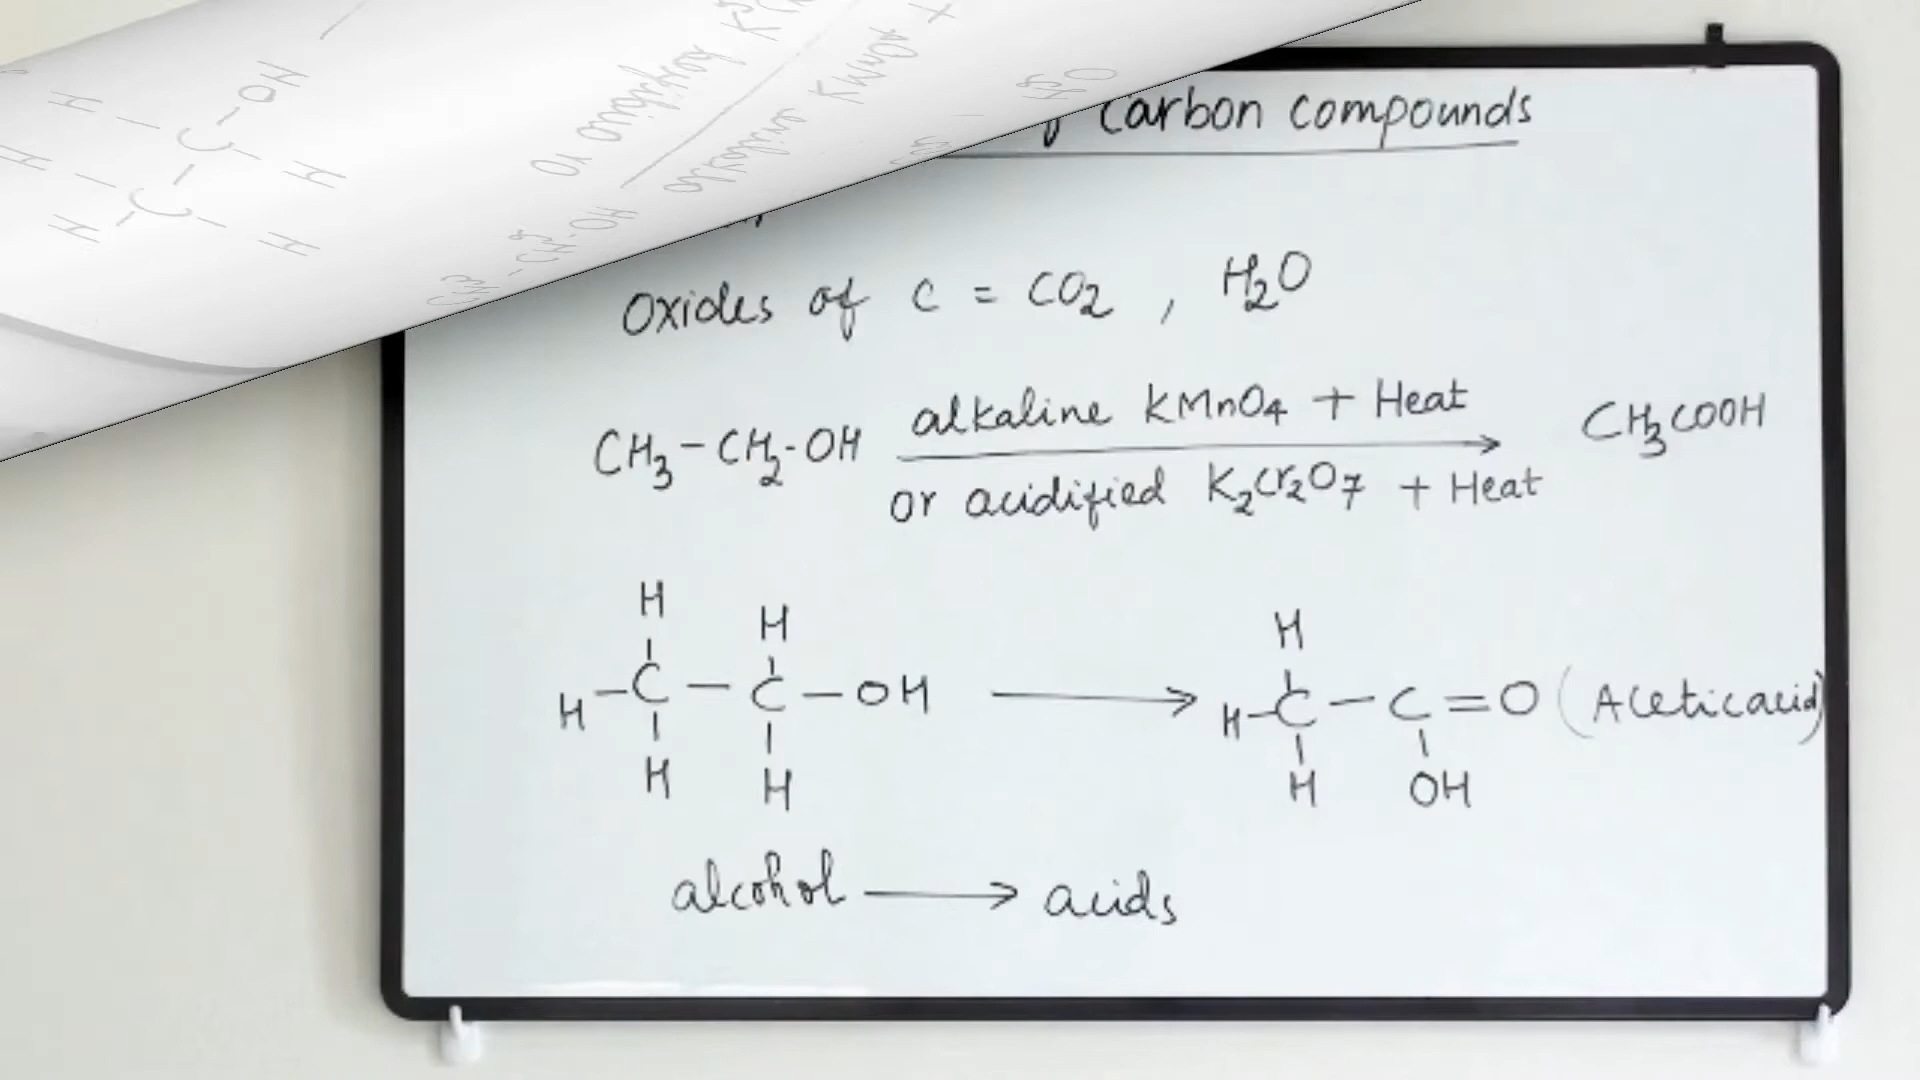 Carbon compounds
Oxides of C = CO2 , H2O
CH3-CH2-OH alkaline KMnO4 + Heat CH3COOH
or acidified K2Cr2O7 + Heat
H H H
H-C-C-OH → H-C-C=O (Aceticacid)
H H H OH
alcohol → acids